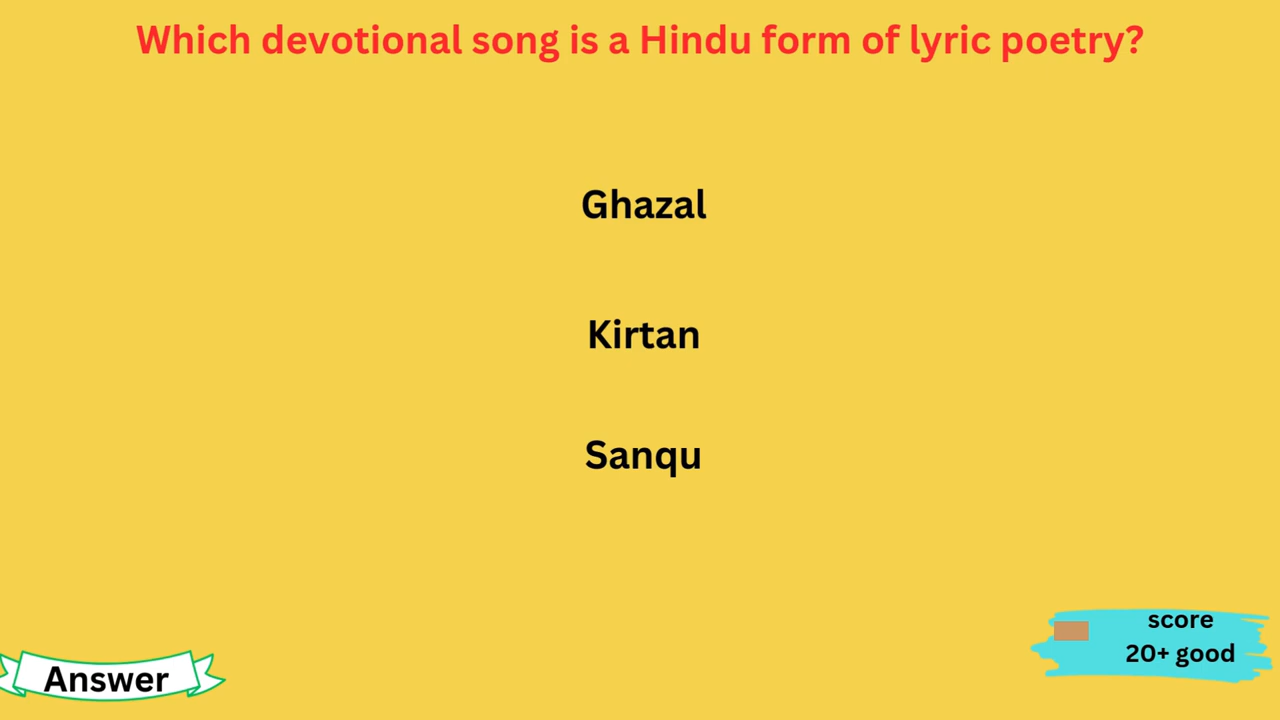 Which devotional song is a Hindu form of lyric poetry?
Ghazal
Kirtan
Sanqu
score
20+ good
Answer